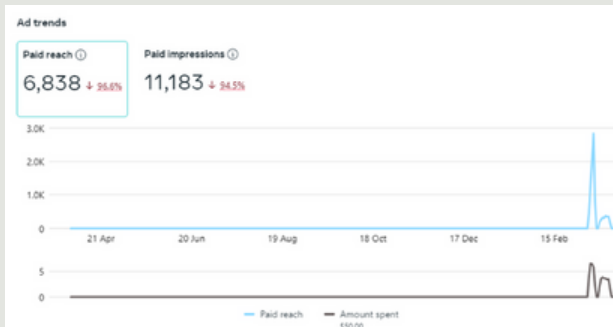 Ad trends
Paid reach
Paid impressions
6,838 ↓ 96.6%
11,183 ↓ 94.5%
3.0K
2.0K
1.0K
0
21 Apr 20 Jun 19 Aug 18 Oct 17 Dec 15 Feb
5
0
Paid reach Amount spent